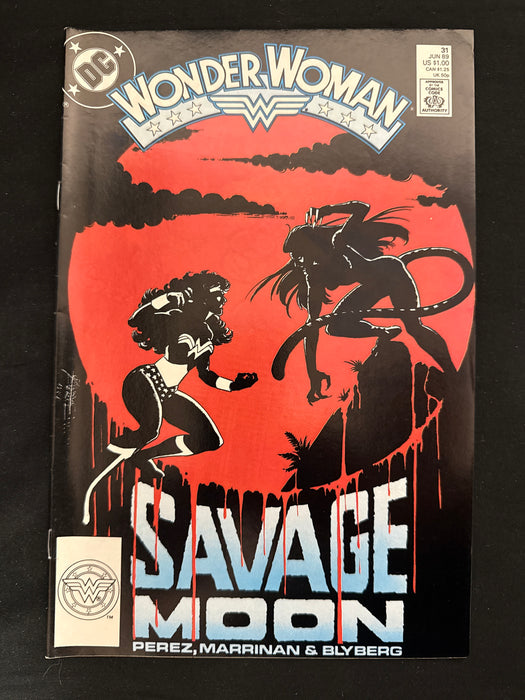 DC
WONDER WOMAN
31
JUN 89
US $1.00
CAN $1.25
UK 50p
APPROVED
BY THE
COMICS
CODE
AUTHORITY
SAVAGE
MOON
TM
PEREZ, MARRINAN & BLYBERG